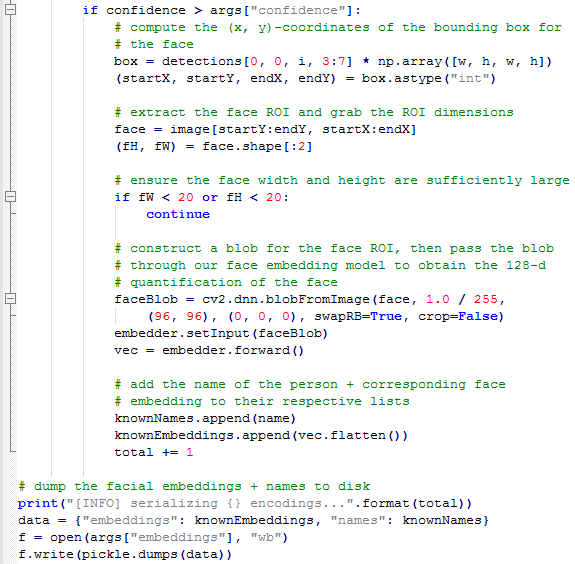 if confidence > args["confidence"]:
# compute the (x, y)-coordinates of the bounding box for
# the face
box = detections[0, 0, i, 3:7] * np.array([w, h, w, h])
(startX, startY, endX, endY) = box.astype("int")
# extract the face ROI and grab the ROI dimensions
face = image[startY:endY, startX:endX]
(fH, fW) = face.shape[:2]
# ensure the face width and height are sufficiently large
if fW < 20 or fH < 20:
continue
# construct a blob for the face ROI, then pass the blob
# through our face embedding model to obtain the 128-d
# quantification of the face
faceBlob = cv2.dnn.blobFromImage(face, 1.0 / 255,
(96, 96), (0, 0, 0), swapRB=True, crop=False)
embedder.setInput(faceBlob)
vec = embedder.forward()
# add the name of the person + corresponding face
# embedding to their respective lists
knownNames.append(name)
knownEmbeddings.append(vec.flatten())
total += 1
# dump the facial embeddings + names to disk
print("[INFO] serializing {} encodings...".format(total))
data = {"embeddings": knownEmbeddings, "names": knownNames}
f = open(args["embeddings"], "wb")
f.write(pickle.dumps(data))